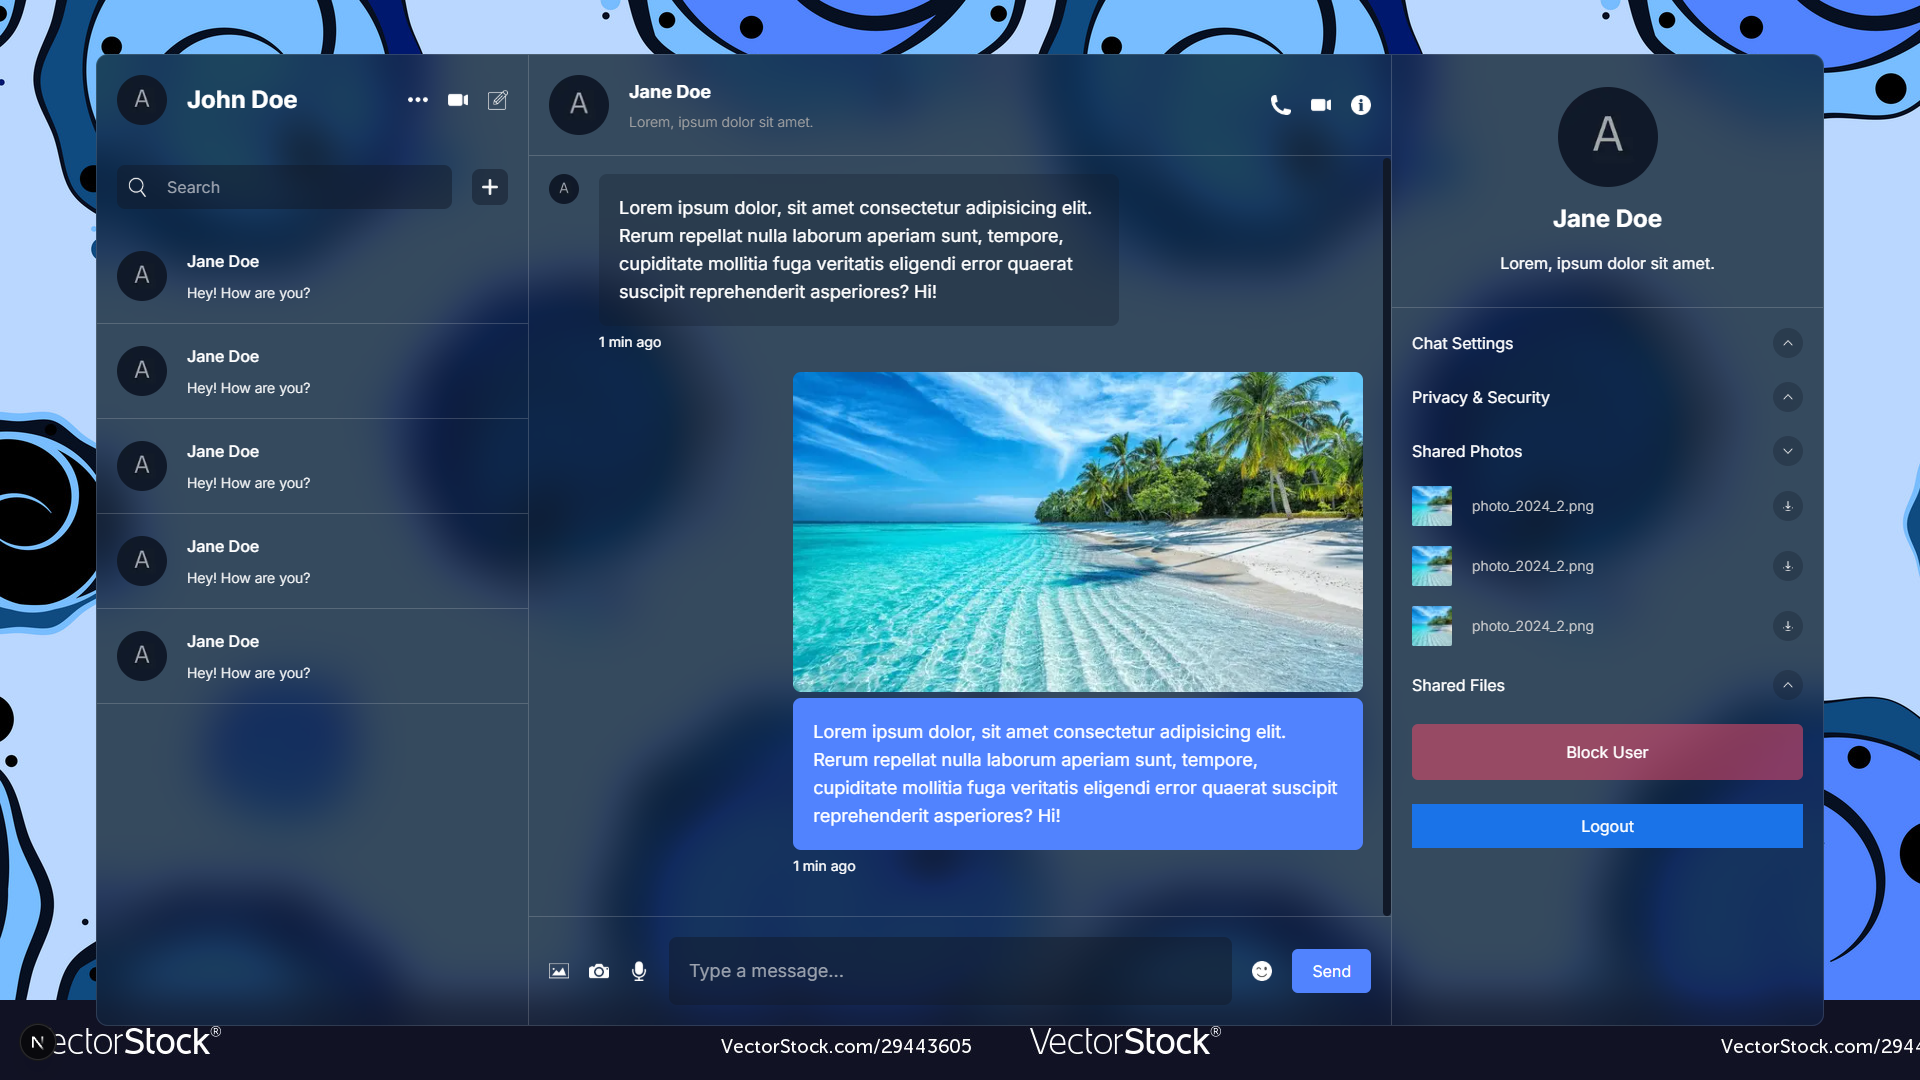 A
John Doe
Search
A
Jane Doe
Hey! How are you?
A
Jane Doe
Hey! How are you?
A
Jane Doe
Hey! How are you?
A
Jane Doe
Hey! How are you?
A
Jane Doe
Hey! How are you?
A
Jane Doe
Lorem, ipsum dolor sit amet.
A
Lorem ipsum dolor, sit amet consectetur adipisicing elit.
Rerum repellat nulla laborum aperiam sunt, tempore,
cupiditate mollitia fuga veritatis eligendi error quaerat
suscipit reprehenderit asperiores? Hi!
1 min ago
Lorem ipsum dolor, sit amet consectetur adipisicing elit.
Rerum repellat nulla laborum aperiam sunt, tempore,
cupiditate mollitia fuga veritatis eligendi error quaerat suscipit
reprehenderit asperiores? Hi!
1 min ago
Type a message...
Send
A
Jane Doe
Lorem, ipsum dolor sit amet.
Chat Settings
Privacy & Security
Shared Photos
photo_2024_2.png
photo_2024_2.png
photo_2024_2.png
Shared Files
Block User
Logout
N
ectorStock®
VectorStock.com/29443605
VectorStock®
VectorStock.com/294